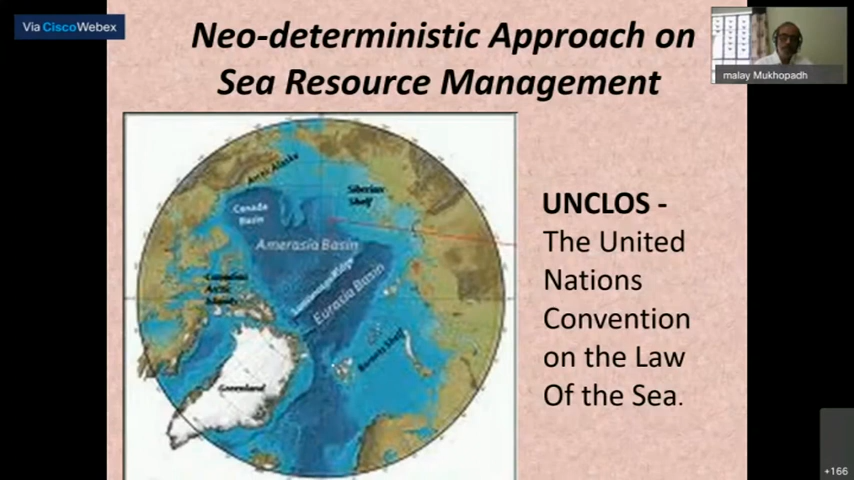 Via CiscoWebex
Neo-deterministic Approach on
Sea Resource Management
malay Mukhopadh
Arctic Alaska
Siberian
Shelf
Canada
Basin
Amerasia Basin
Canadian
Arctic
Islands
Lomonosov Ridge
Eurasia Basin
Barents Shelf
Greenland
UNCLOS -
The United
Nations
Convention
on the Law
Of the Sea.
+166